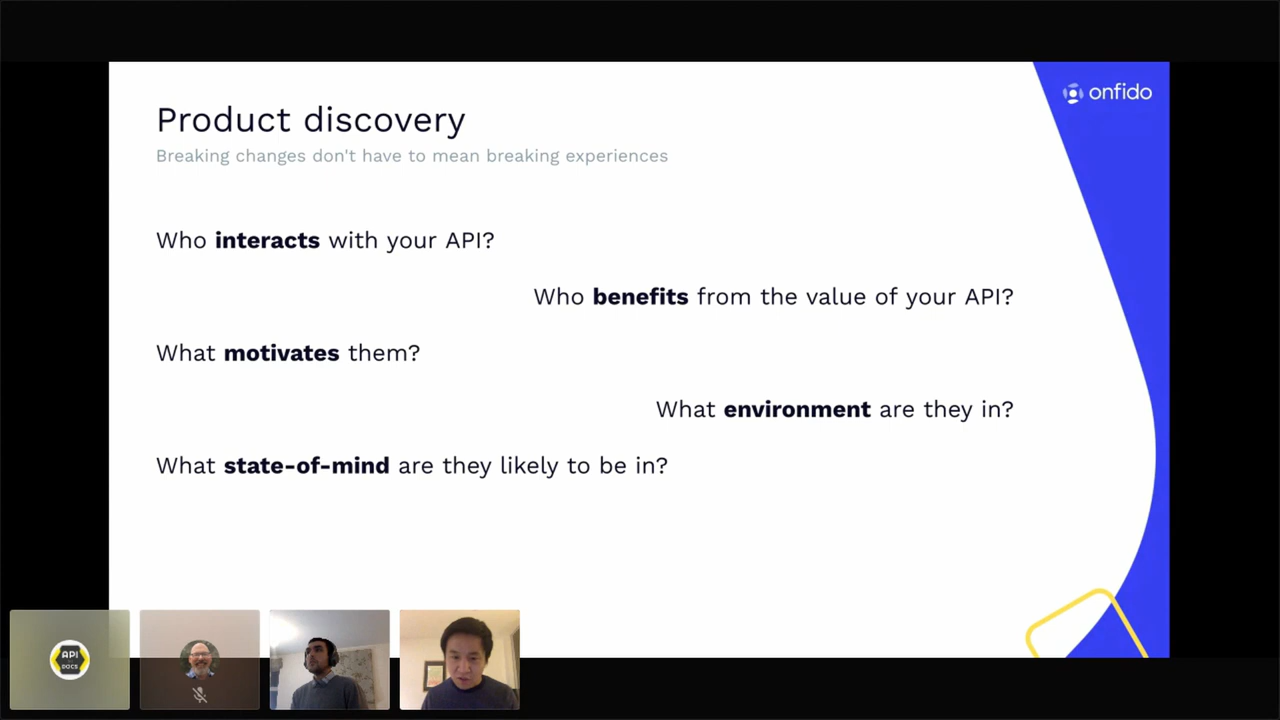 onfido
Product discovery
Breaking changes don't have to mean breaking experiences
Who interacts with your API?
Who benefits from the value of your API?
What motivates them?
What environment are they in?
What state-of-mind are they likely to be in?
API
DOCS